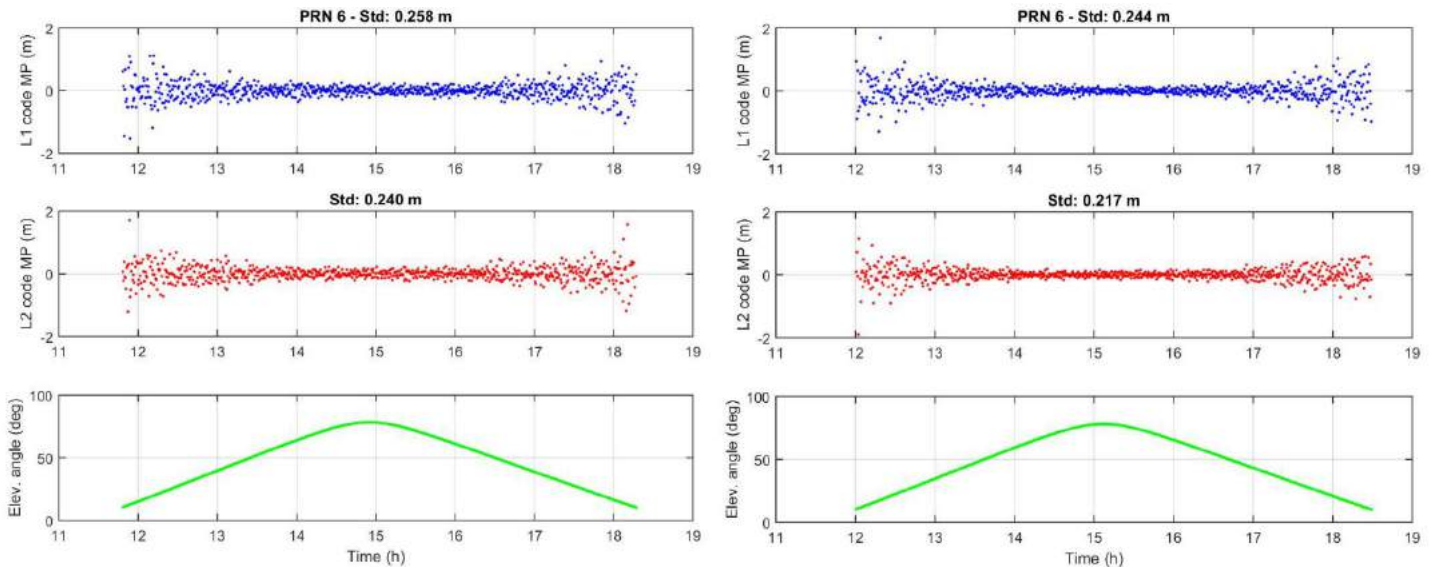 PRN 6 - Std: 0.258 m
L1 code MP (m)
2
0
-2
11 12 13 14 15 16 17 18 19
Std: 0.240 m
L2 code MP (m)
2
0
-2
11 12 13 14 15 16 17 18 19
Elev. angle (deg)
100
50
0
11 12 13 14 15 16 17 18 19
Time (h)
PRN 6 - Std: 0.244 m
L1 code MP (m)
2
0
-2
11 12 13 14 15 16 17 18 19
Std: 0.217 m
L2 code MP (m)
2
0
-2
11 12 13 14 15 16 17 18 19
Elev. angle (deg)
100
50
0
11 12 13 14 15 16 17 18 19
Time (h)